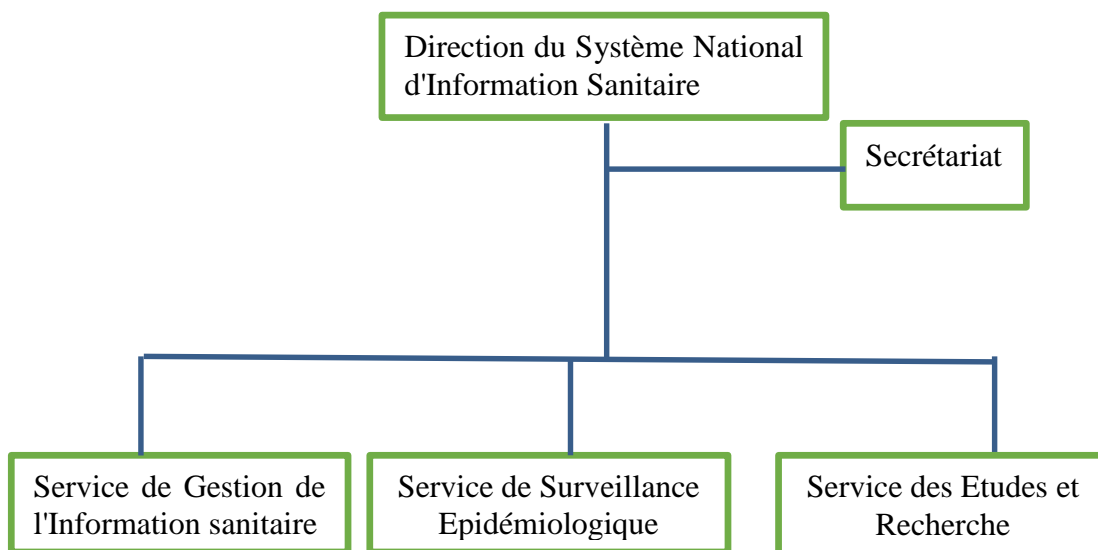 Direction du Système National
d'Information Sanitaire
Secrétariat
Service de Gestion de
l'Information sanitaire
Service de Surveillance
Epidémiologique
Service des Etudes et
Recherche